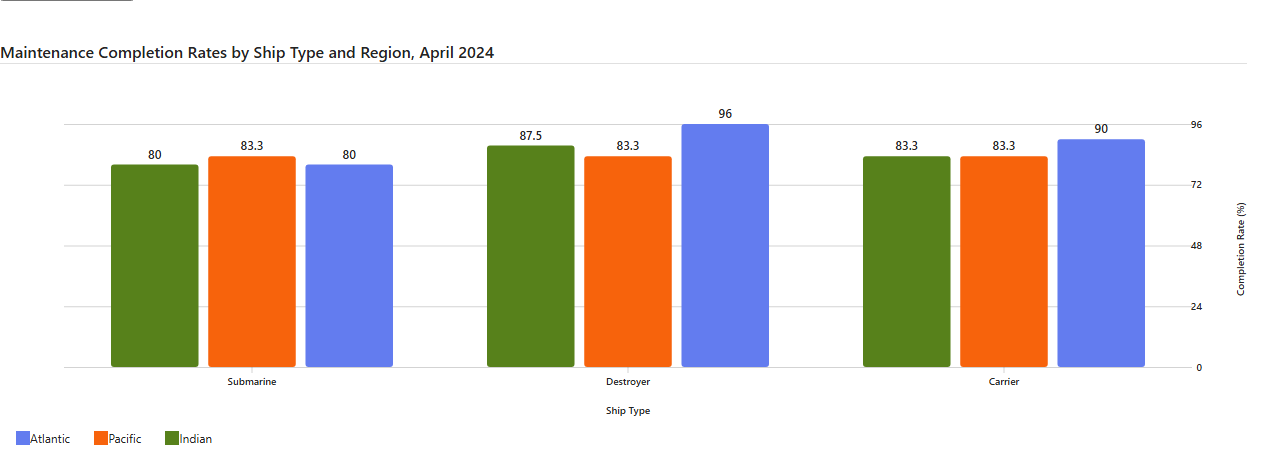 Maintenance Completion Rates by Ship Type and Region, April 2024
96
90
87.5
80
83.3
80
83.3
83.3
83.3
96
72
48
24
0
Completion Rate (%)
Submarine
Destroyer
Carrier
Ship Type
Atlantic
Pacific
Indian